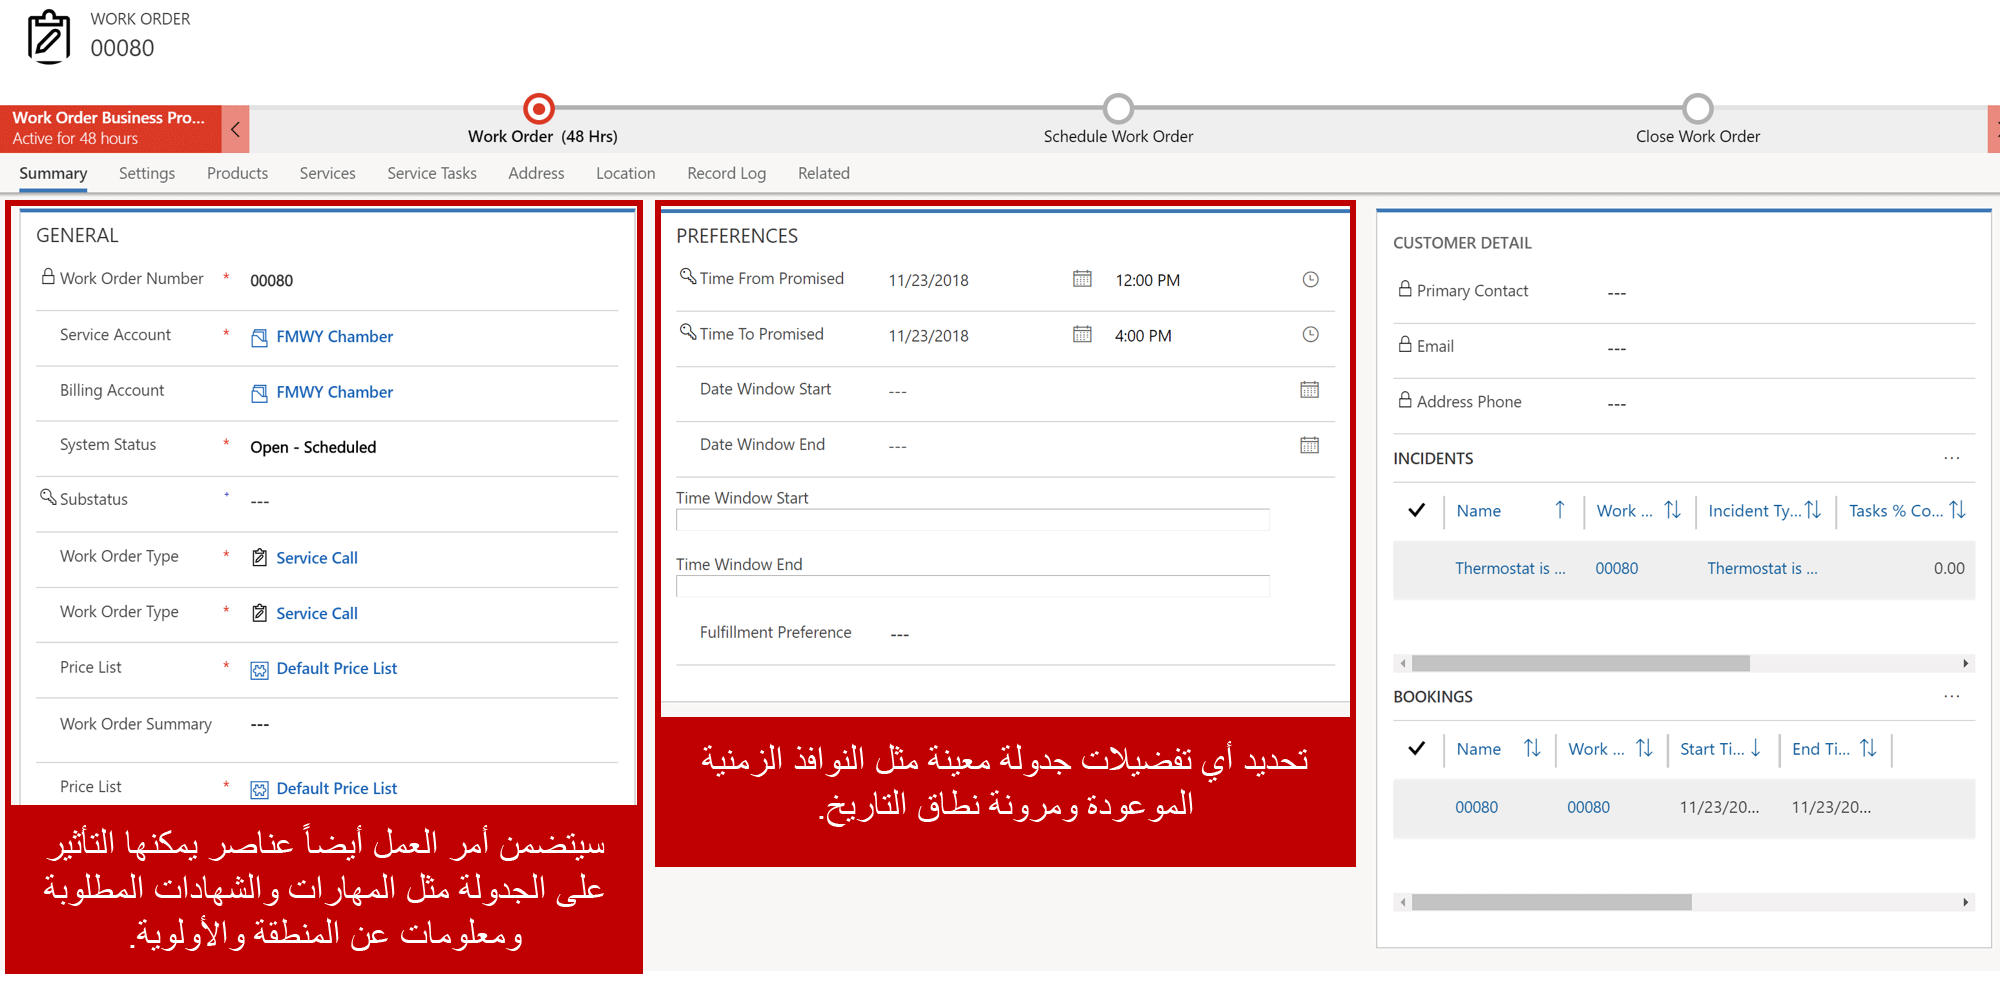 WORK ORDER
00080
Work Order Business Pro...
Active for 48 hours
Work Order (48 Hrs)
Schedule Work Order
Close Work Order
Summary Settings Products Services Service Tasks Address Location Record Log Related
GENERAL
Work Order Number * 00080
Service Account * FMWY Chamber
Billing Account FMWY Chamber
System Status * Open - Scheduled
Substatus + ---
Work Order Type * Service Call
Work Order Type * Service Call
Price List * Default Price List
Work Order Summary ---
Price List * Default Price List
سيتضمن أمر العمل أيضاً عناصر يمكنها التأثير
على الجدولة مثل المهارات والشهادات المطلوبة
ومعلومات عن المنطقة والأولوية.
PREFERENCES
Time From Promised 11/23/2018 12:00 PM
Time To Promised 11/23/2018 4:00 PM
Date Window Start ---
Date Window End ---
Time Window Start
Time Window End
Fulfillment Preference ---
تحديد أي تفضيلات جدولة معينة مثل النوافذ الزمنية
الموعودة ومرونة نطاق التاريخ.
CUSTOMER DETAIL
Primary Contact ---
Email ---
Address Phone ---
INCIDENTS ...
Name Work ... Incident Ty... Tasks % Co...
Thermostat is ... 00080 Thermostat is ... 0.00
BOOKINGS ...
Name Work ... Start Ti... End Ti...
00080 00080 11/23/20... 11/23/20...